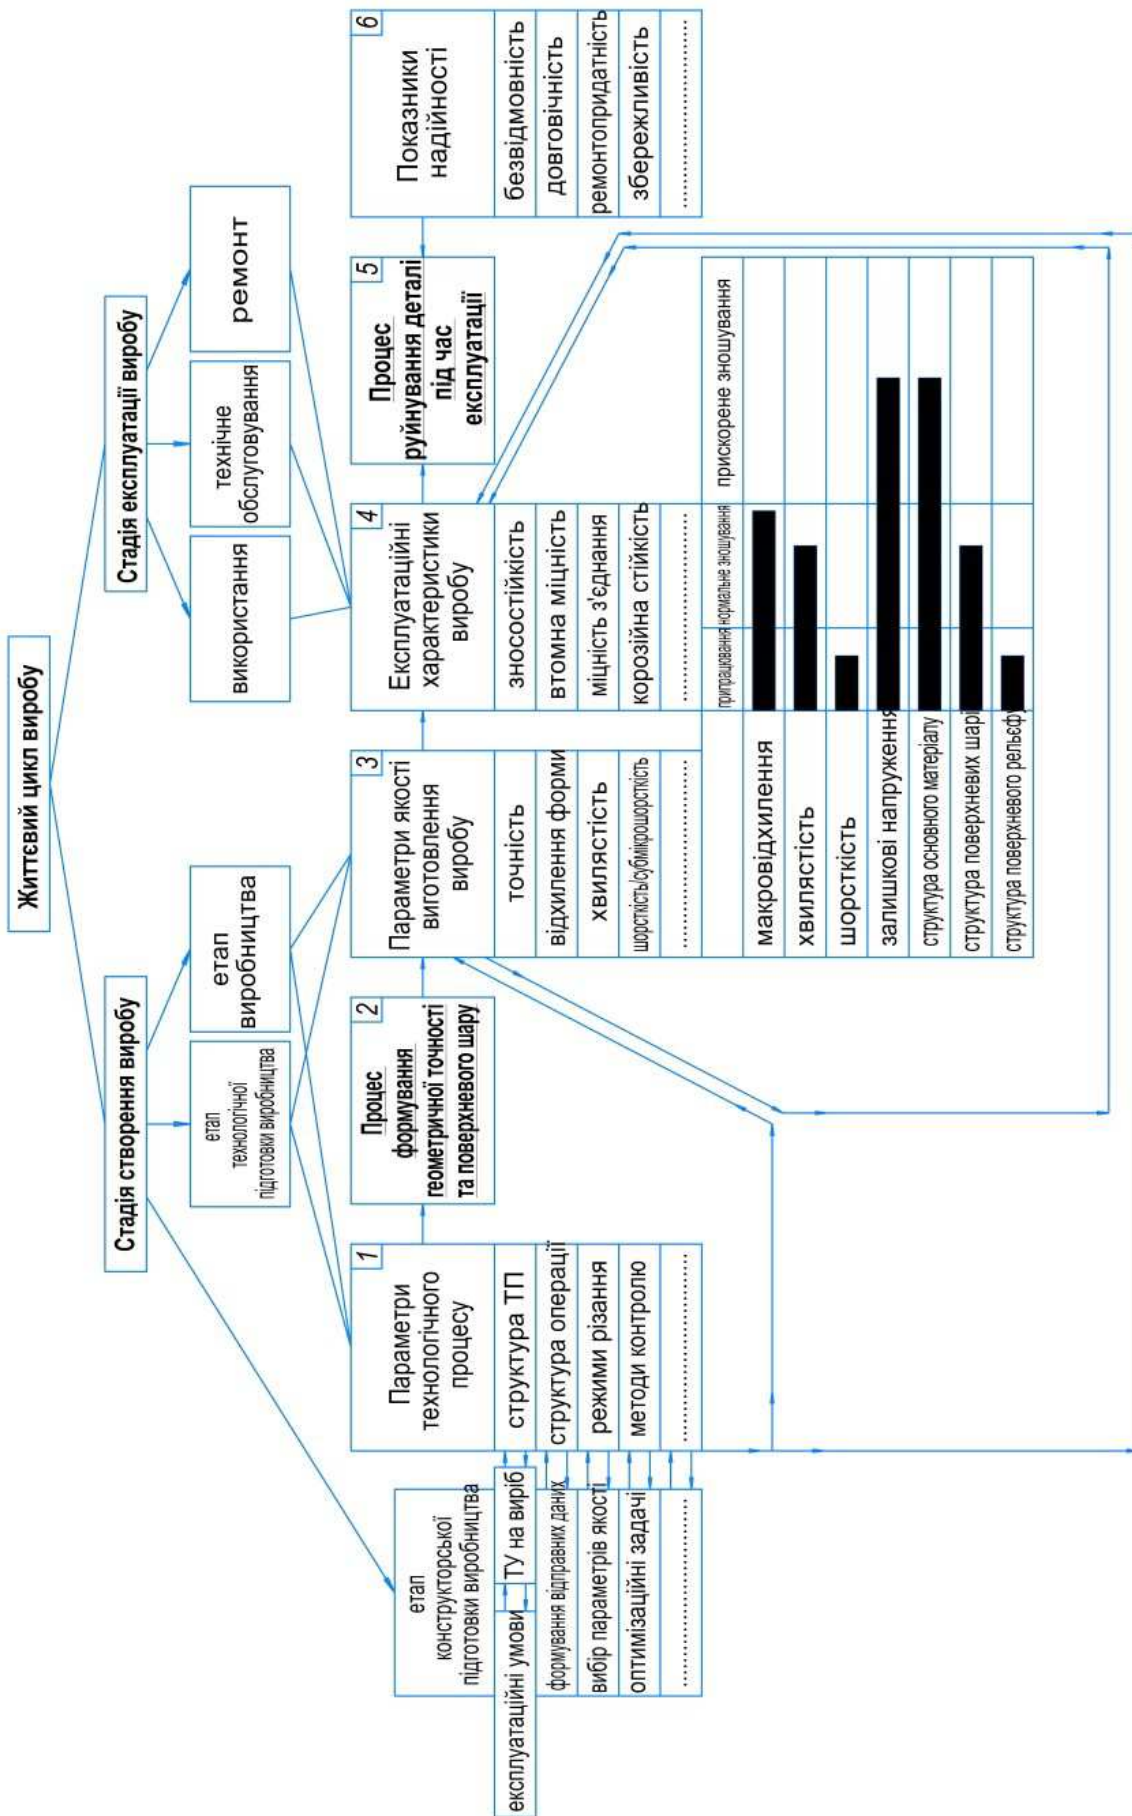 Життєвий цикл виробу
Стадія створення виробу
Стадія експлуатації виробу
етап
технологічної
підготовки виробництва
етап
виробництва
використання
технічне
обслуговування
ремонт
етап
конструкторської
підготовки виробництва
експлуатаційні умови
ТУ на виріб
формування відправних даних
вибір параметрів якості
оптимізаційні задачі
........................
1
Параметри
технологічного
процесу
структура ТП
структура операції
режими різання
методи контролю
........................
2
Процес
формування
геометричної точності
та поверхневого шару
3
Параметри якості
виготовлення
виробу
точність
відхилення форми
хвилястість
шорсткість/субмікрошорсткість
........................
4
Експлуатаційні
характеристики
виробу
зносостійкість
втомна міцність
міцність з'єднання
корозійна стійкість
........................
5
Процес
руйнування деталі
під час
експлуатації
6
Показники
надійності
безвідмовність
довговічність
ремонтопридатність
збережливість
........................
припрацювання
нормальне зношування
прискорене зношування
макровідхилення
хвилястість
шорсткість
залишкові напруження
структура основного матеріалу
структура поверхневих шарі
структура поверхневого рельєфу